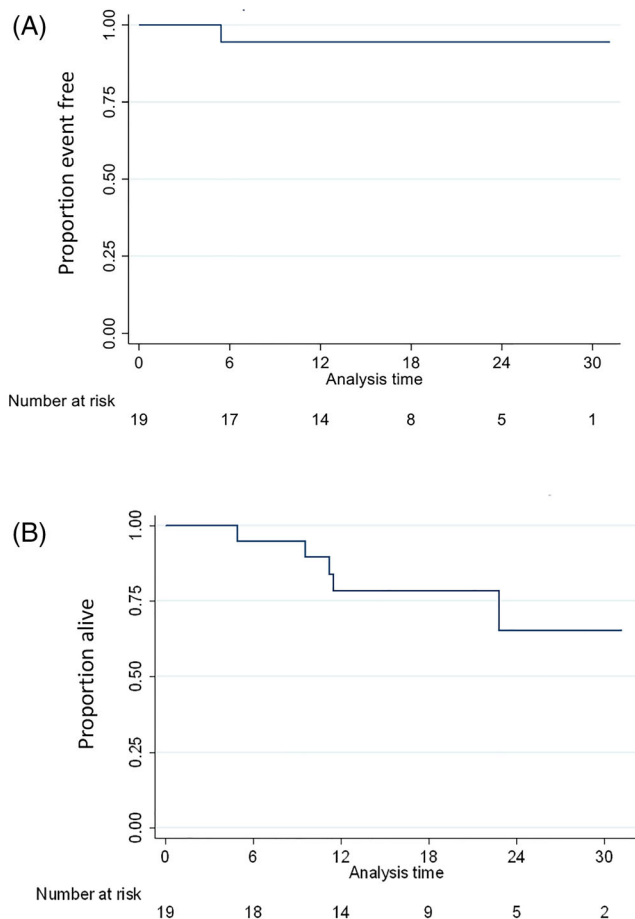 (A)
Proportion event free
1.00
0.75
0.50
0.25
0.00
0 6 12 18 24 30
Analysis time
Number at risk
19 17 14 8 5 1
(B)
Proportion alive
1.00
0.75
0.50
0.25
0.00
0 6 12 18 24 30
Analysis time
Number at risk
19 18 14 9 5 2